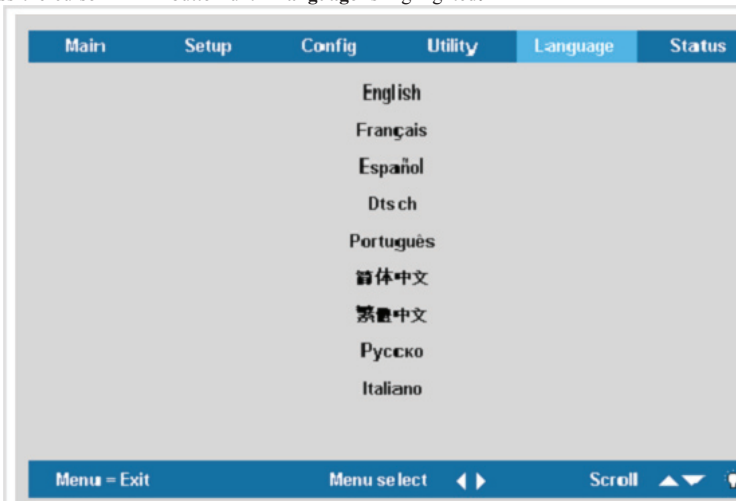 Main Setup Config Utility Language Status
English
Français
Español
Dtsch
Português
简体中文
繁體中文
Русско
Italiano
Menu = Exit Menu select Scroll